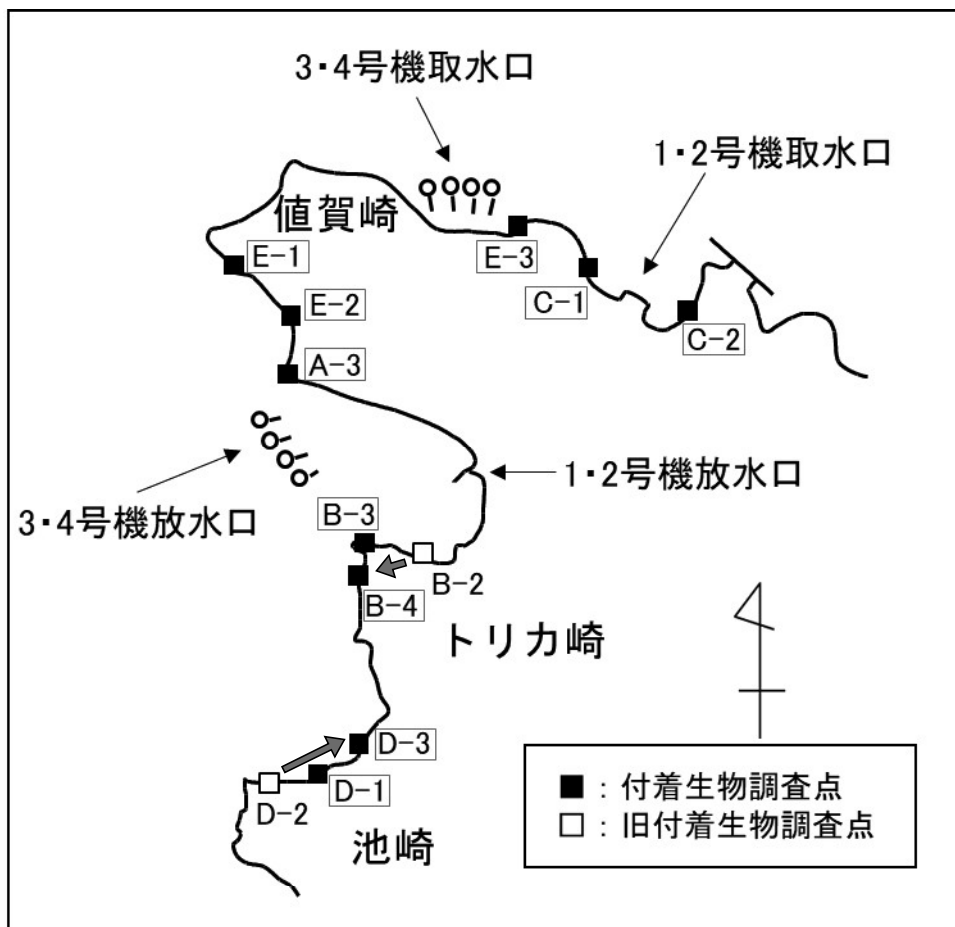 3・4号機取水口
1・2号機取水口
値賀崎
E-3
E-1
C-1
E-2
C-2
A-3
1・2号機放水口
3・4号機放水口
B-3
B-2
B-4
トリカ崎
D-3
D-1
D-2
池崎
■：付着生物調査点
□：旧付着生物調査点